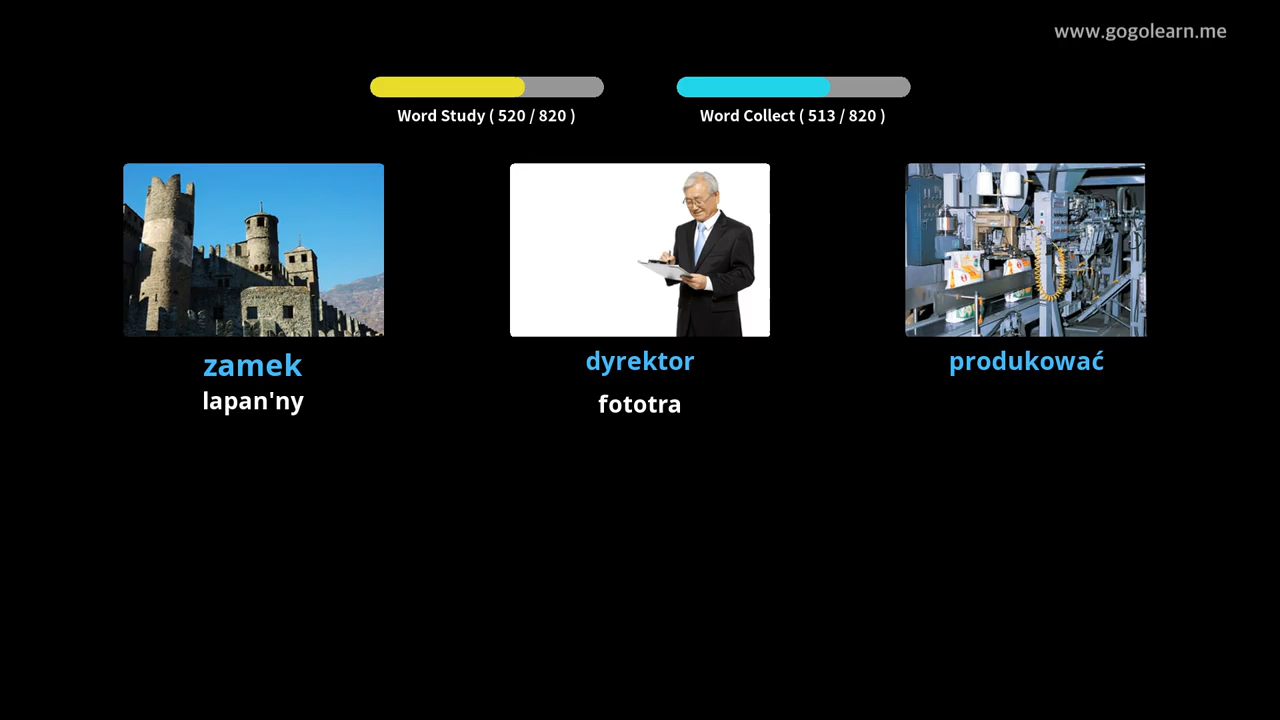 www.gogolearn.me
Word Study ( 520 / 820 )
Word Collect ( 513 / 820 )
zamek
lapan'ny
dyrektor
fototra
produkować